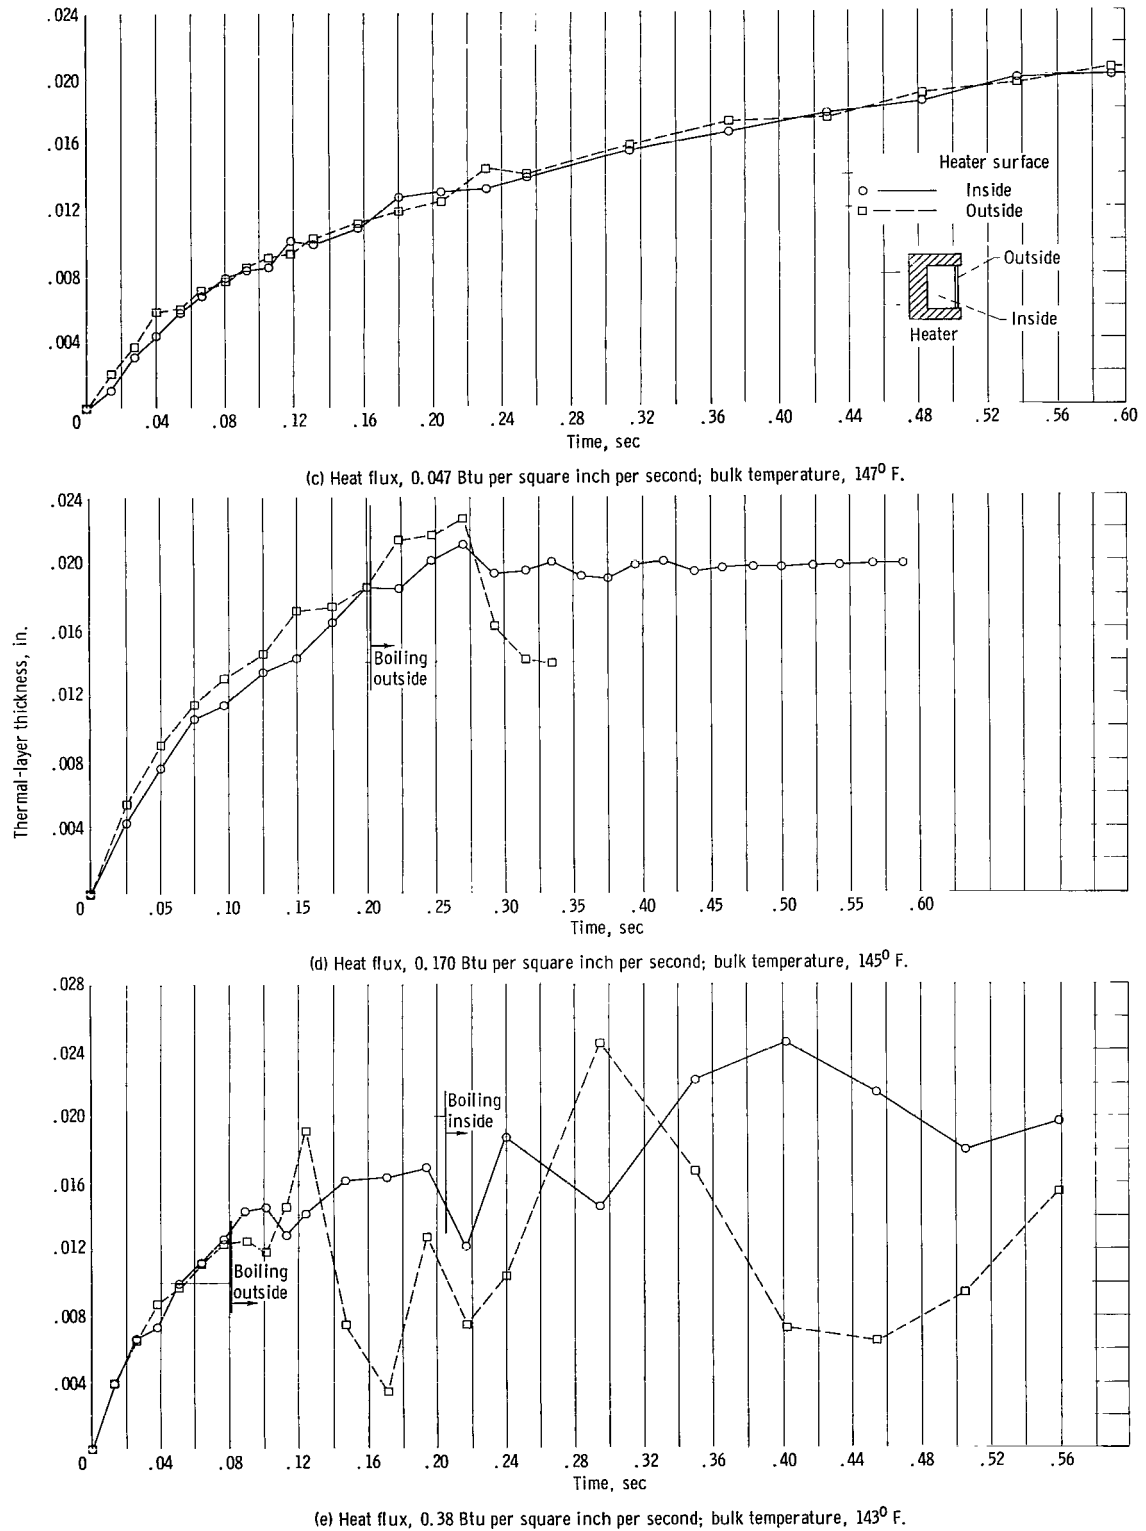 .024
.020
.016
.012
.008
.004
0
Heater surface
Inside
Outside
Outside
Inside
Heater
0 .04 .08 .12 .16 .20 .24 .28 .32 .36 .40 .44 .48 .52 .56 .60
Time, sec
(c) Heat flux, 0.047 Btu per square inch per second; bulk temperature, 147⁰ F.
Thermal-layer thickness, in.
.024
.020
.016
.012
.008
.004
0
Boiling
outside
0 .05 .10 .15 .20 .25 .30 .35 .40 .45 .50 .55 .60
Time, sec
(d) Heat flux, 0.170 Btu per square inch per second; bulk temperature, 145⁰ F.
.028
.024
.020
.016
.012
.008
.004
Boiling
outside
Boiling
inside
0 .04 .08 .12 .16 .20 .24 .28 .32 .36 .40 .44 .48 .52 .56
Time, sec
(e) Heat flux, 0.38 Btu per square inch per second; bulk temperature, 143⁰ F.